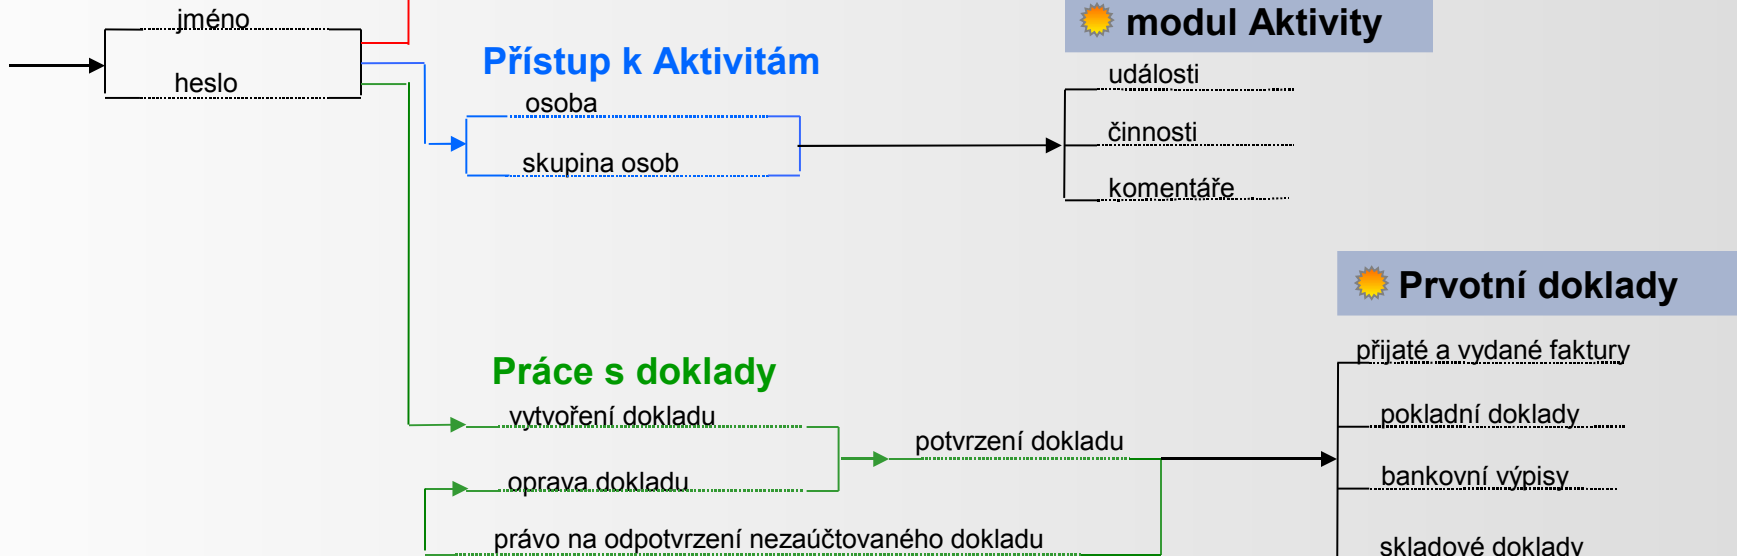 jméno
heslo
Přístup k Aktivitám
osoba
skupina osob
modul Aktivity
události
činnosti
komentáře
Práce s doklady
vytvoření dokladu
oprava dokladu
právo na odpotvrzení nezaúčtovaného dokladu
potvrzení dokladu
Prvotní doklady
přijaté a vydané faktury
pokladní doklady
bankovní výpisy
skladové doklady